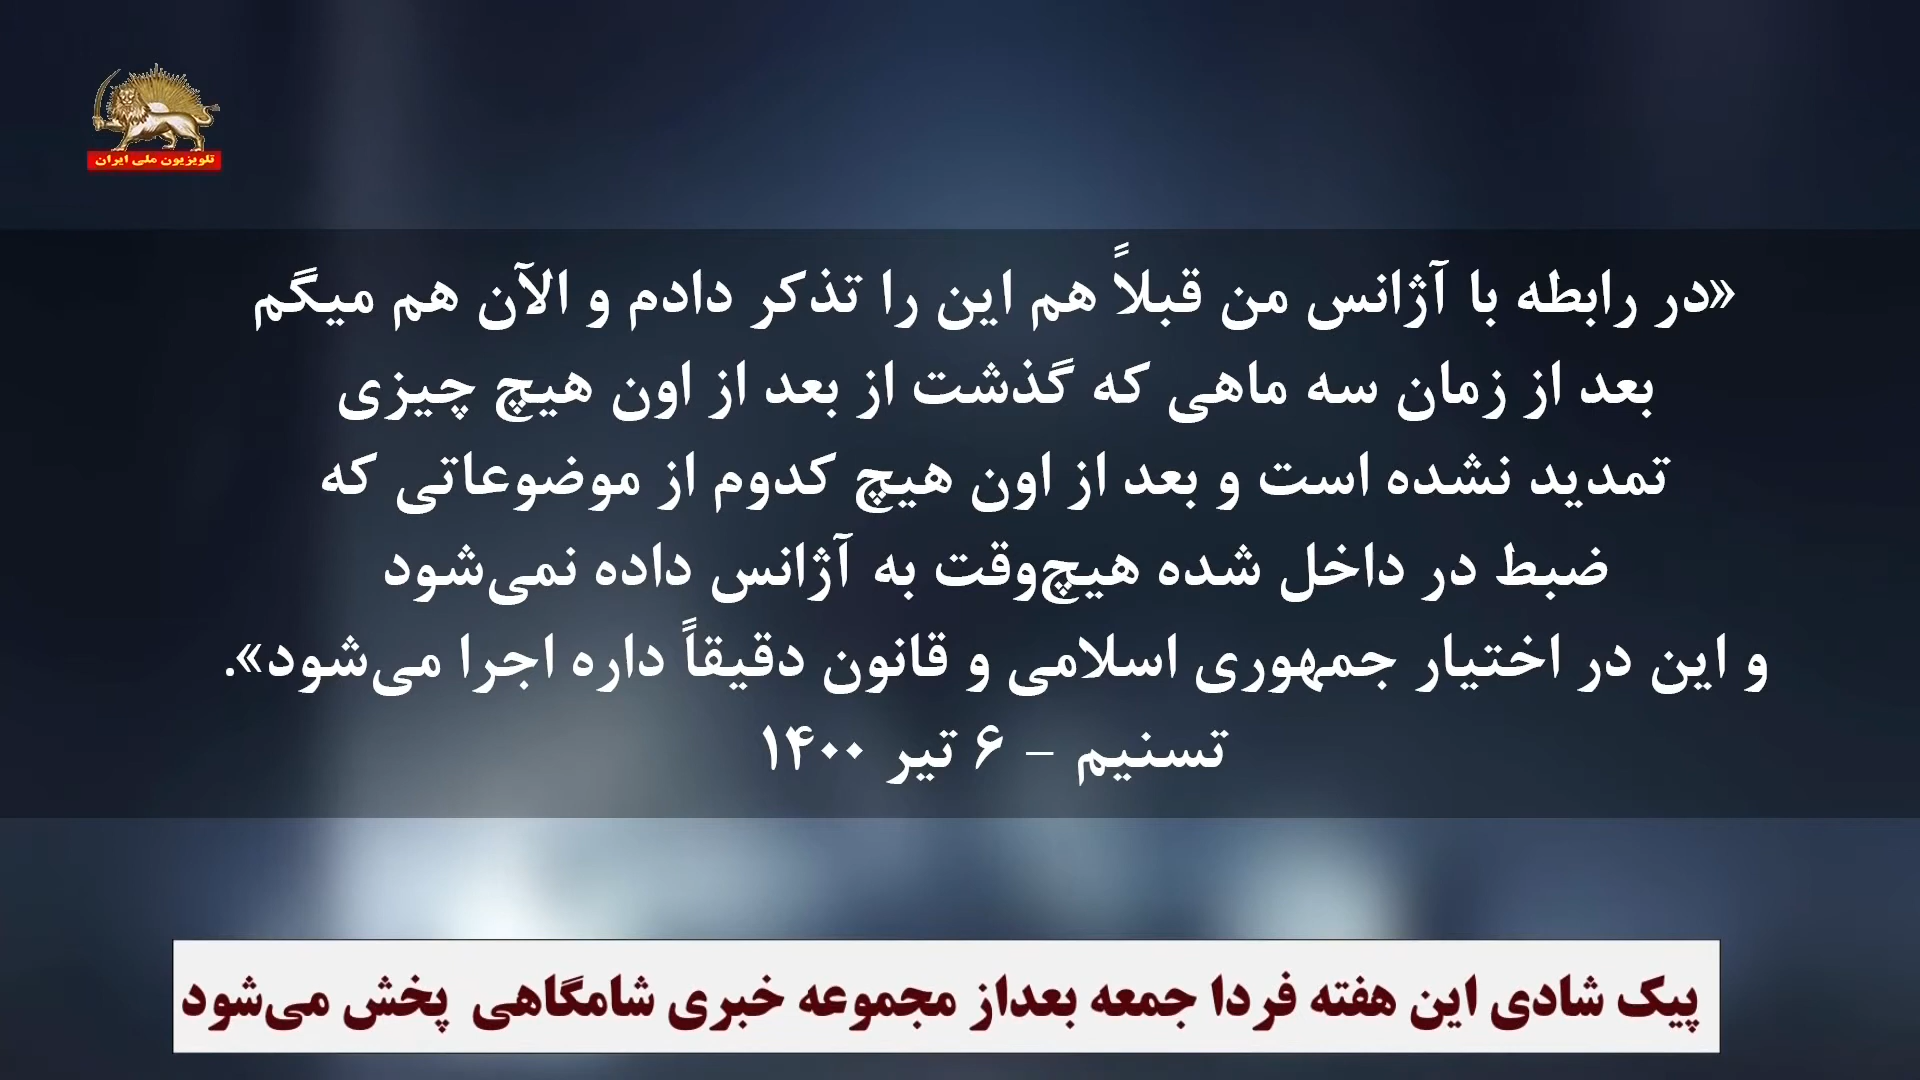 تلویزیون ملی ایران
«در رابطه با آژانس من قبلاً هم این را تذکر دادم و الآن هم میگم
بعد از زمان سه ماهی که گذشت از بعد از اون هیچ چیزی
تمدید نشده است و بعد از اون هیچ کدوم از موضوعاتی که
ضبط در داخل شده هیچ‌وقت به آژانس داده نمی‌شود
و این در اختیار جمهوری اسلامی و قانون دقیقاً داره اجرا می‌شود».
تسنیم – ۶ تیر ۱۴۰۰
پیک شادی این هفته فردا جمعه بعداز مجموعه خبری شامگاهی پخش می‌شود